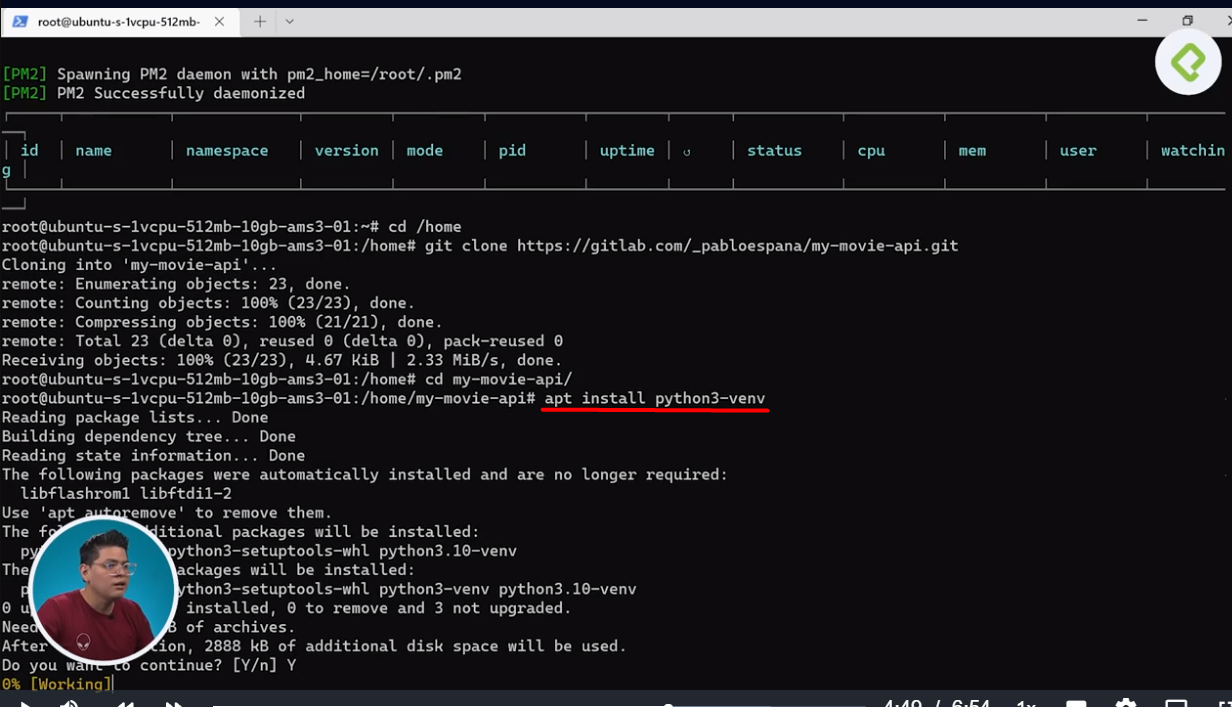 root@ubuntu-s-1vcpu-512mb-
[PM2] Spawning PM2 daemon with pm2_home=/root/.pm2
[PM2] PM2 Successfully daemonized
id │ name │ namespace │ version │ mode │ pid │ uptime │ ↺ │ status │ cpu │ mem │ user │ watchin
g │
root@ubuntu-s-1vcpu-512mb-10gb-ams3-01:~# cd /home
root@ubuntu-s-1vcpu-512mb-10gb-ams3-01:/home# git clone https://gitlab.com/_pabloespana/my-movie-api.git
Cloning into 'my-movie-api'...
remote: Enumerating objects: 23, done.
remote: Counting objects: 100% (23/23), done.
remote: Compressing objects: 100% (21/21), done.
remote: Total 23 (delta 0), reused 0 (delta 0), pack-reused 0
Receiving objects: 100% (23/23), 4.67 KiB | 2.33 MiB/s, done.
root@ubuntu-s-1vcpu-512mb-10gb-ams3-01:/home# cd my-movie-api/
root@ubuntu-s-1vcpu-512mb-10gb-ams3-01:/home/my-movie-api# apt install python3-venv
Reading package lists... Done
Building dependency tree... Done
Reading state information... Done
The following packages were automatically installed and are no longer required:
libflashrom1 libftdi1-2
Use 'apt autoremove' to remove them.
The fo ditional packages will be installed:
py ython3-setuptools-whl python3.10-venv
The ackages will be installed:
p ython3-setuptools-whl python3-venv python3.10-venv
0 u installed, 0 to remove and 3 not upgraded.
Need B of archives.
After tion, 2888 kB of additional disk space will be used.
Do you want to continue? [Y/n] Y
0% [Working]
4:49 / 6:54 1x